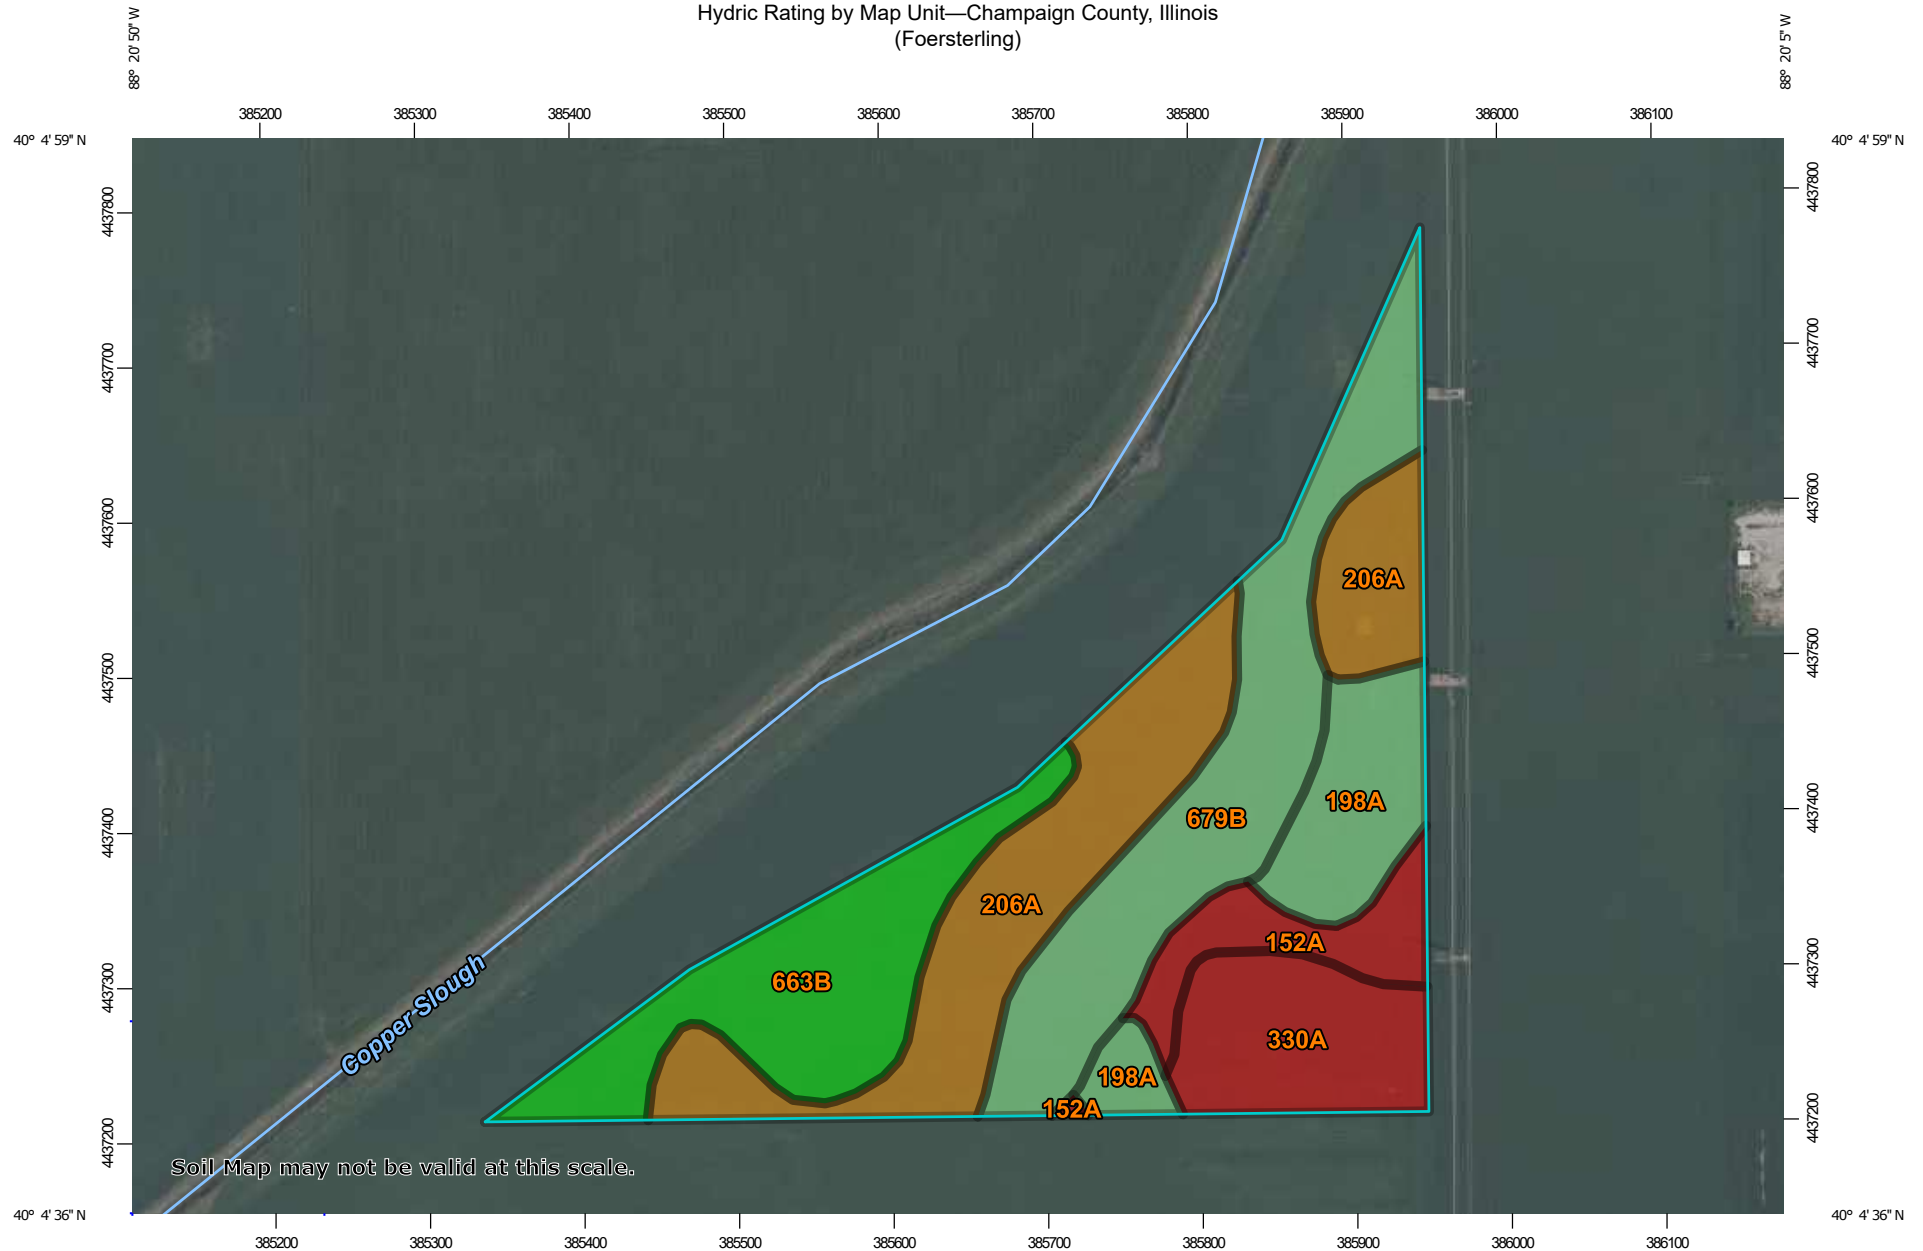 Hydric Rating by Map Unit—Champaign County, Illinois
(Foersterling)
88° 20' 50'' W
88° 20' 5'' W
385200 385300 385400 385500 385600 385700 385800 385900 386000 386100
40° 4' 59'' N
40° 4' 59'' N
4437800
4437800
4437700
4437700
4437600
4437600
206A
4437500
4437500
198A
679B
4437400
4437400
206A
152A
663B
4437300
4437300
Copper Slough
330A
198A
152A
4437200
4437200
Soil Map may not be valid at this scale.
40° 4' 36'' N
40° 4' 36'' N
385200 385300 385400 385500 385600 385700 385800 385900 386000 386100